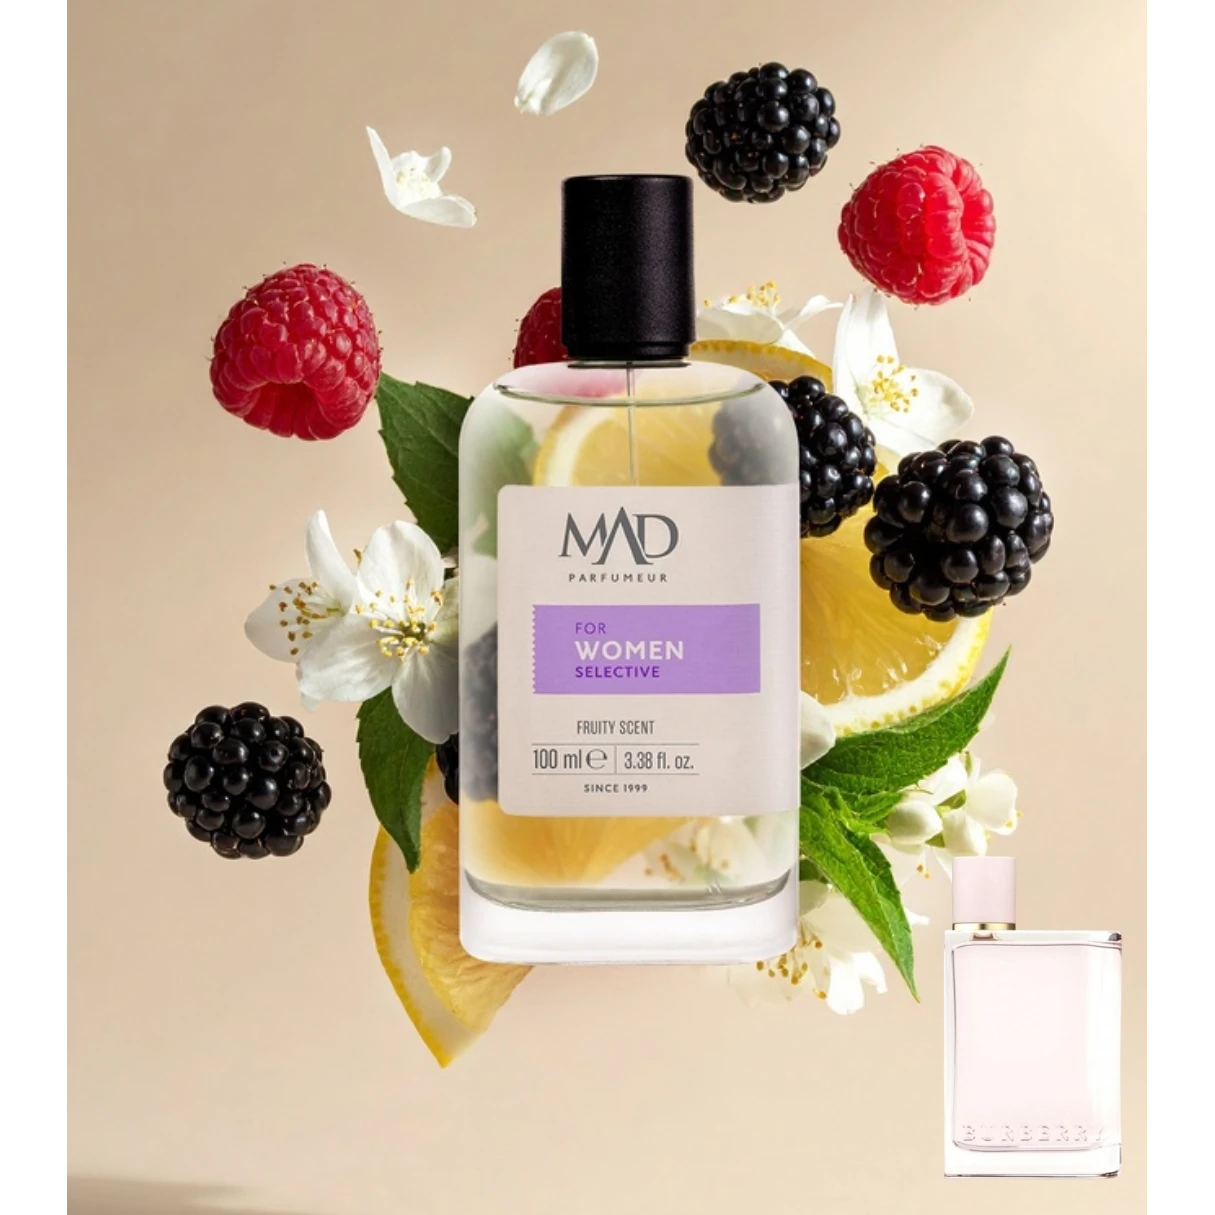 MAD
PARFUMEUR
FOR
WOMEN
SELECTIVE
FRUITY SCENT
100 ml ℮ 3.38 fl. oz.
SINCE 1999
BURBERRY